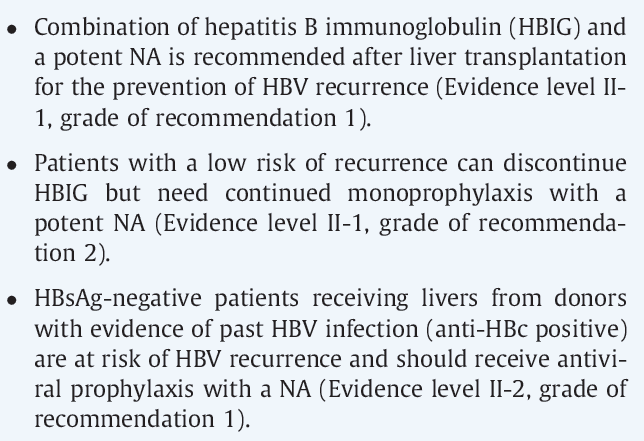 • Combination of hepatitis B immunoglobulin (HBIG) and
a potent NA is recommended after liver transplantation
for the prevention of HBV recurrence (Evidence level II-
1, grade of recommendation 1).
• Patients with a low risk of recurrence can discontinue
HBIG but need continued monoprophylaxis with a
potent NA (Evidence level II-1, grade of recommenda-
tion 2).
• HBsAg-negative patients receiving livers from donors
with evidence of past HBV infection (anti-HBc positive)
are at risk of HBV recurrence and should receive antivi-
ral prophylaxis with a NA (Evidence level II-2, grade of
recommendation 1).